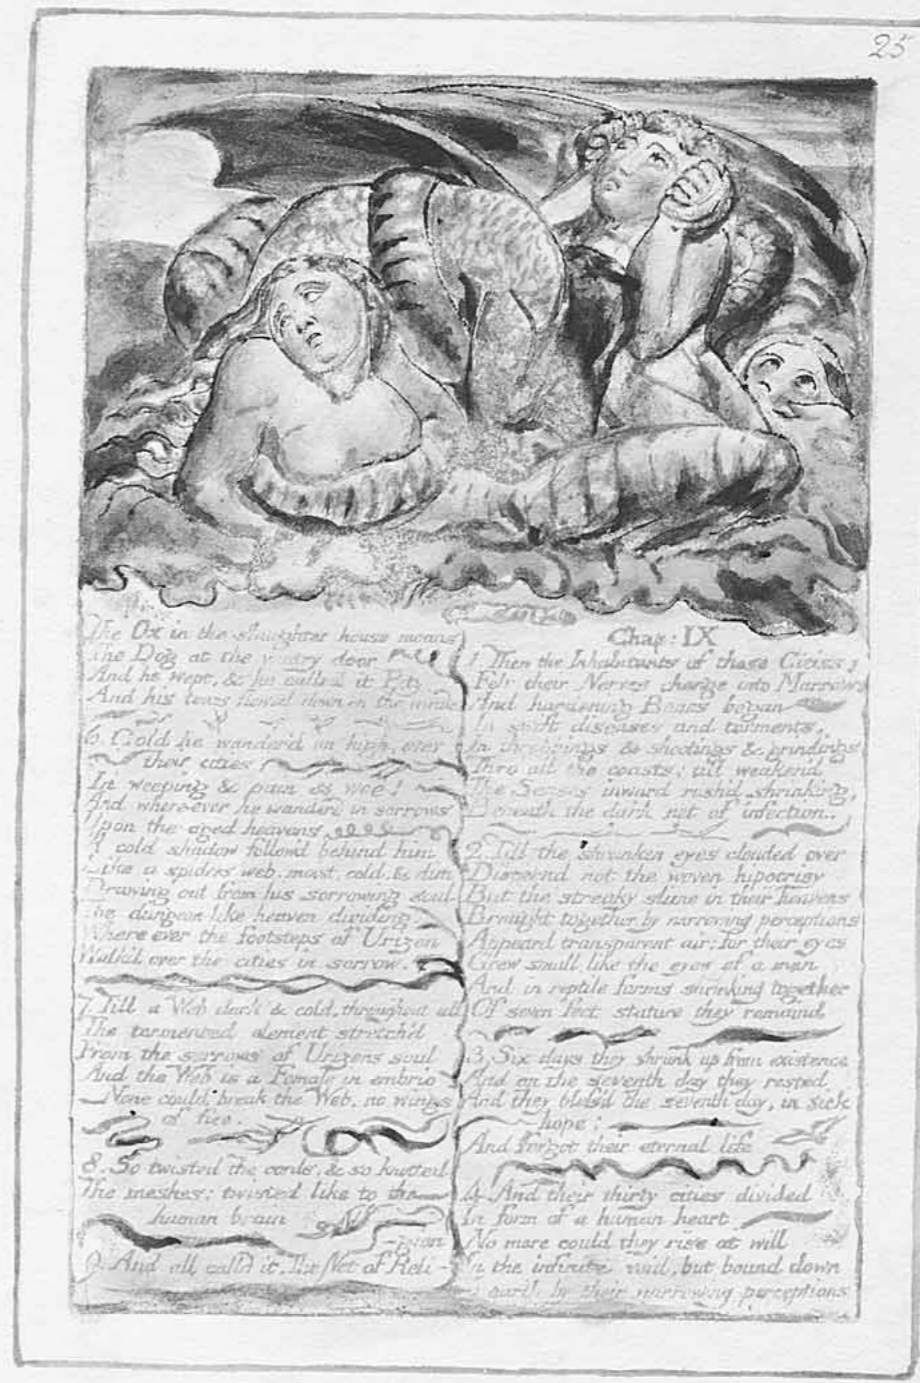 25
The Ox in the slaughter house moans
The Dog at the wintry door
And he wept, & he called it Pity
And his tears flowed down on the winds
6. Cold he wander'd on high, over
their cities
In weeping & pain & woe!
And where-ever he wanderd in sorrows
Upon the aged heavens
A cold shadow follow'd behind him
Like a spiders web, moist, cold, & dim
Drawing out from his sorrowing soul
The dungeon-like heaven dividing.
Where ever the footsteps of Urizen
Walk'd over the cities in sorrow.
7. Till a Web dark & cold, throughout all
The tormented element stretch'd
From the sorrows of Urizens soul
And the Web is a Female in embrio
None could break the Web, no wings
of fire.
8. So twisted the cords, & so knotted
The meshes: twisted like to the
human brain
-gion
9. And all calld it, The Net of Reli-
Chap: IX
1. Then the Inhabitants of those Cities:
Felt their Nerves change into Marrow
And hardening Bones began
In swift diseases and torments,
In throbbings & shootings & grindings
Thro' all the coasts; till weaken'd
The Senses inward rush'd shrinking,
Beneath the dark net of infection.
2. Till the shrunken eyes clouded over
Discernd not the woven hipocrisy
But the streaky slime in their heavens
Brought together by narrowing perceptions
Appeard transparent air; for their eyes
Grew small like the eyes of a man
And in reptile forms shrinking together
Of seven feet stature they remaind
3. Six days they shrunk up from existence
And on the seventh day they rested
And they bless'd the seventh day, in sick
hope:
And forgot their eternal life
4. And their thirty cities divided
In form of a human heart
No more could they rise at will
In the infinite void, but bound down
To earth by their narrowing perceptions